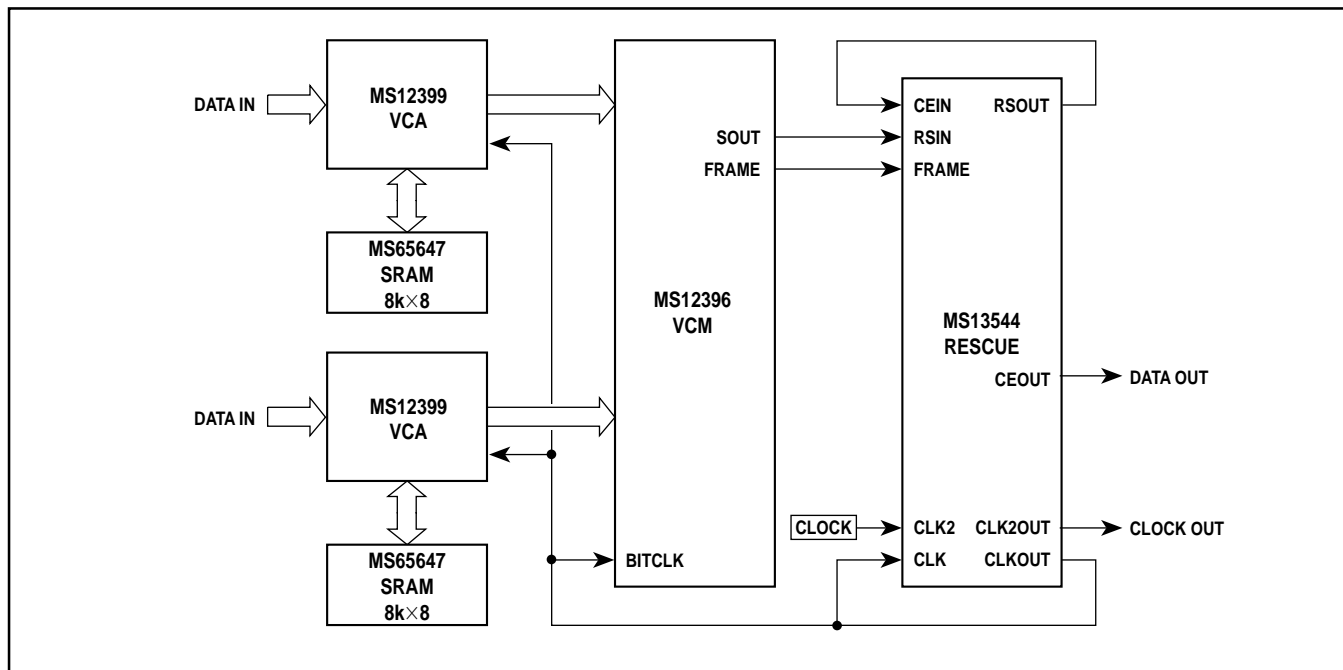 DATA IN
MS12399
VCA
MS65647
SRAM
8k×8
DATA IN
MS12399
VCA
MS65647
SRAM
8k×8
SOUT
FRAME
MS12396
VCM
BITCLK
CEIN
RSOUT
RSIN
FRAME
MS13544
RESCUE
CEOUT
DATA OUT
CLOCK
CLK2
CLK2OUT
CLOCK OUT
CLK
CLKOUT